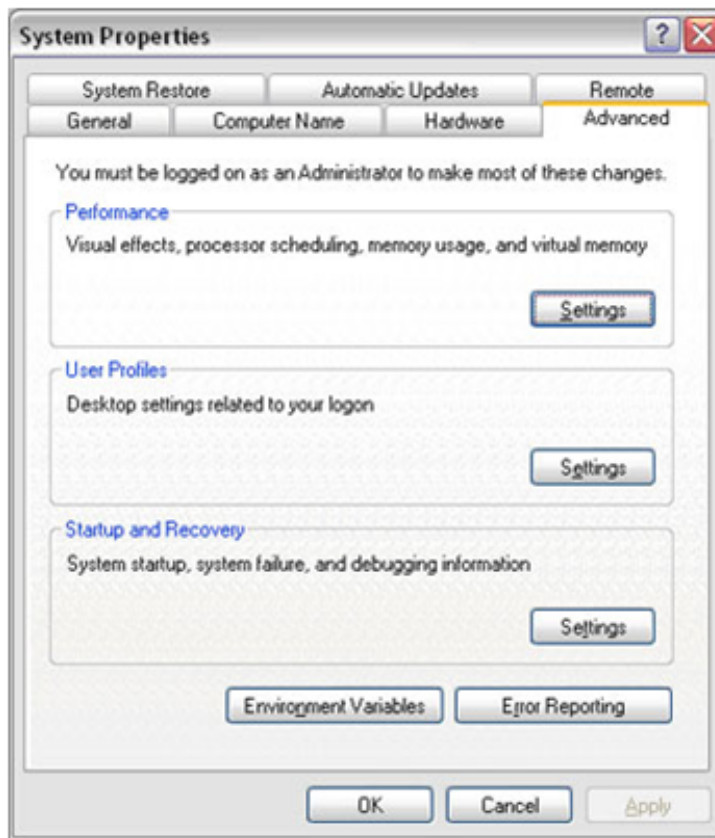 System Properties
System Restore Automatic Updates Remote
General Computer Name Hardware Advanced
You must be logged on as an Administrator to make most of these changes.
Performance
Visual effects, processor scheduling, memory usage, and virtual memory
Settings
User Profiles
Desktop settings related to your logon
Settings
Startup and Recovery
System startup, system failure, and debugging information
Settings
Environment Variables Error Reporting
OK Cancel Apply